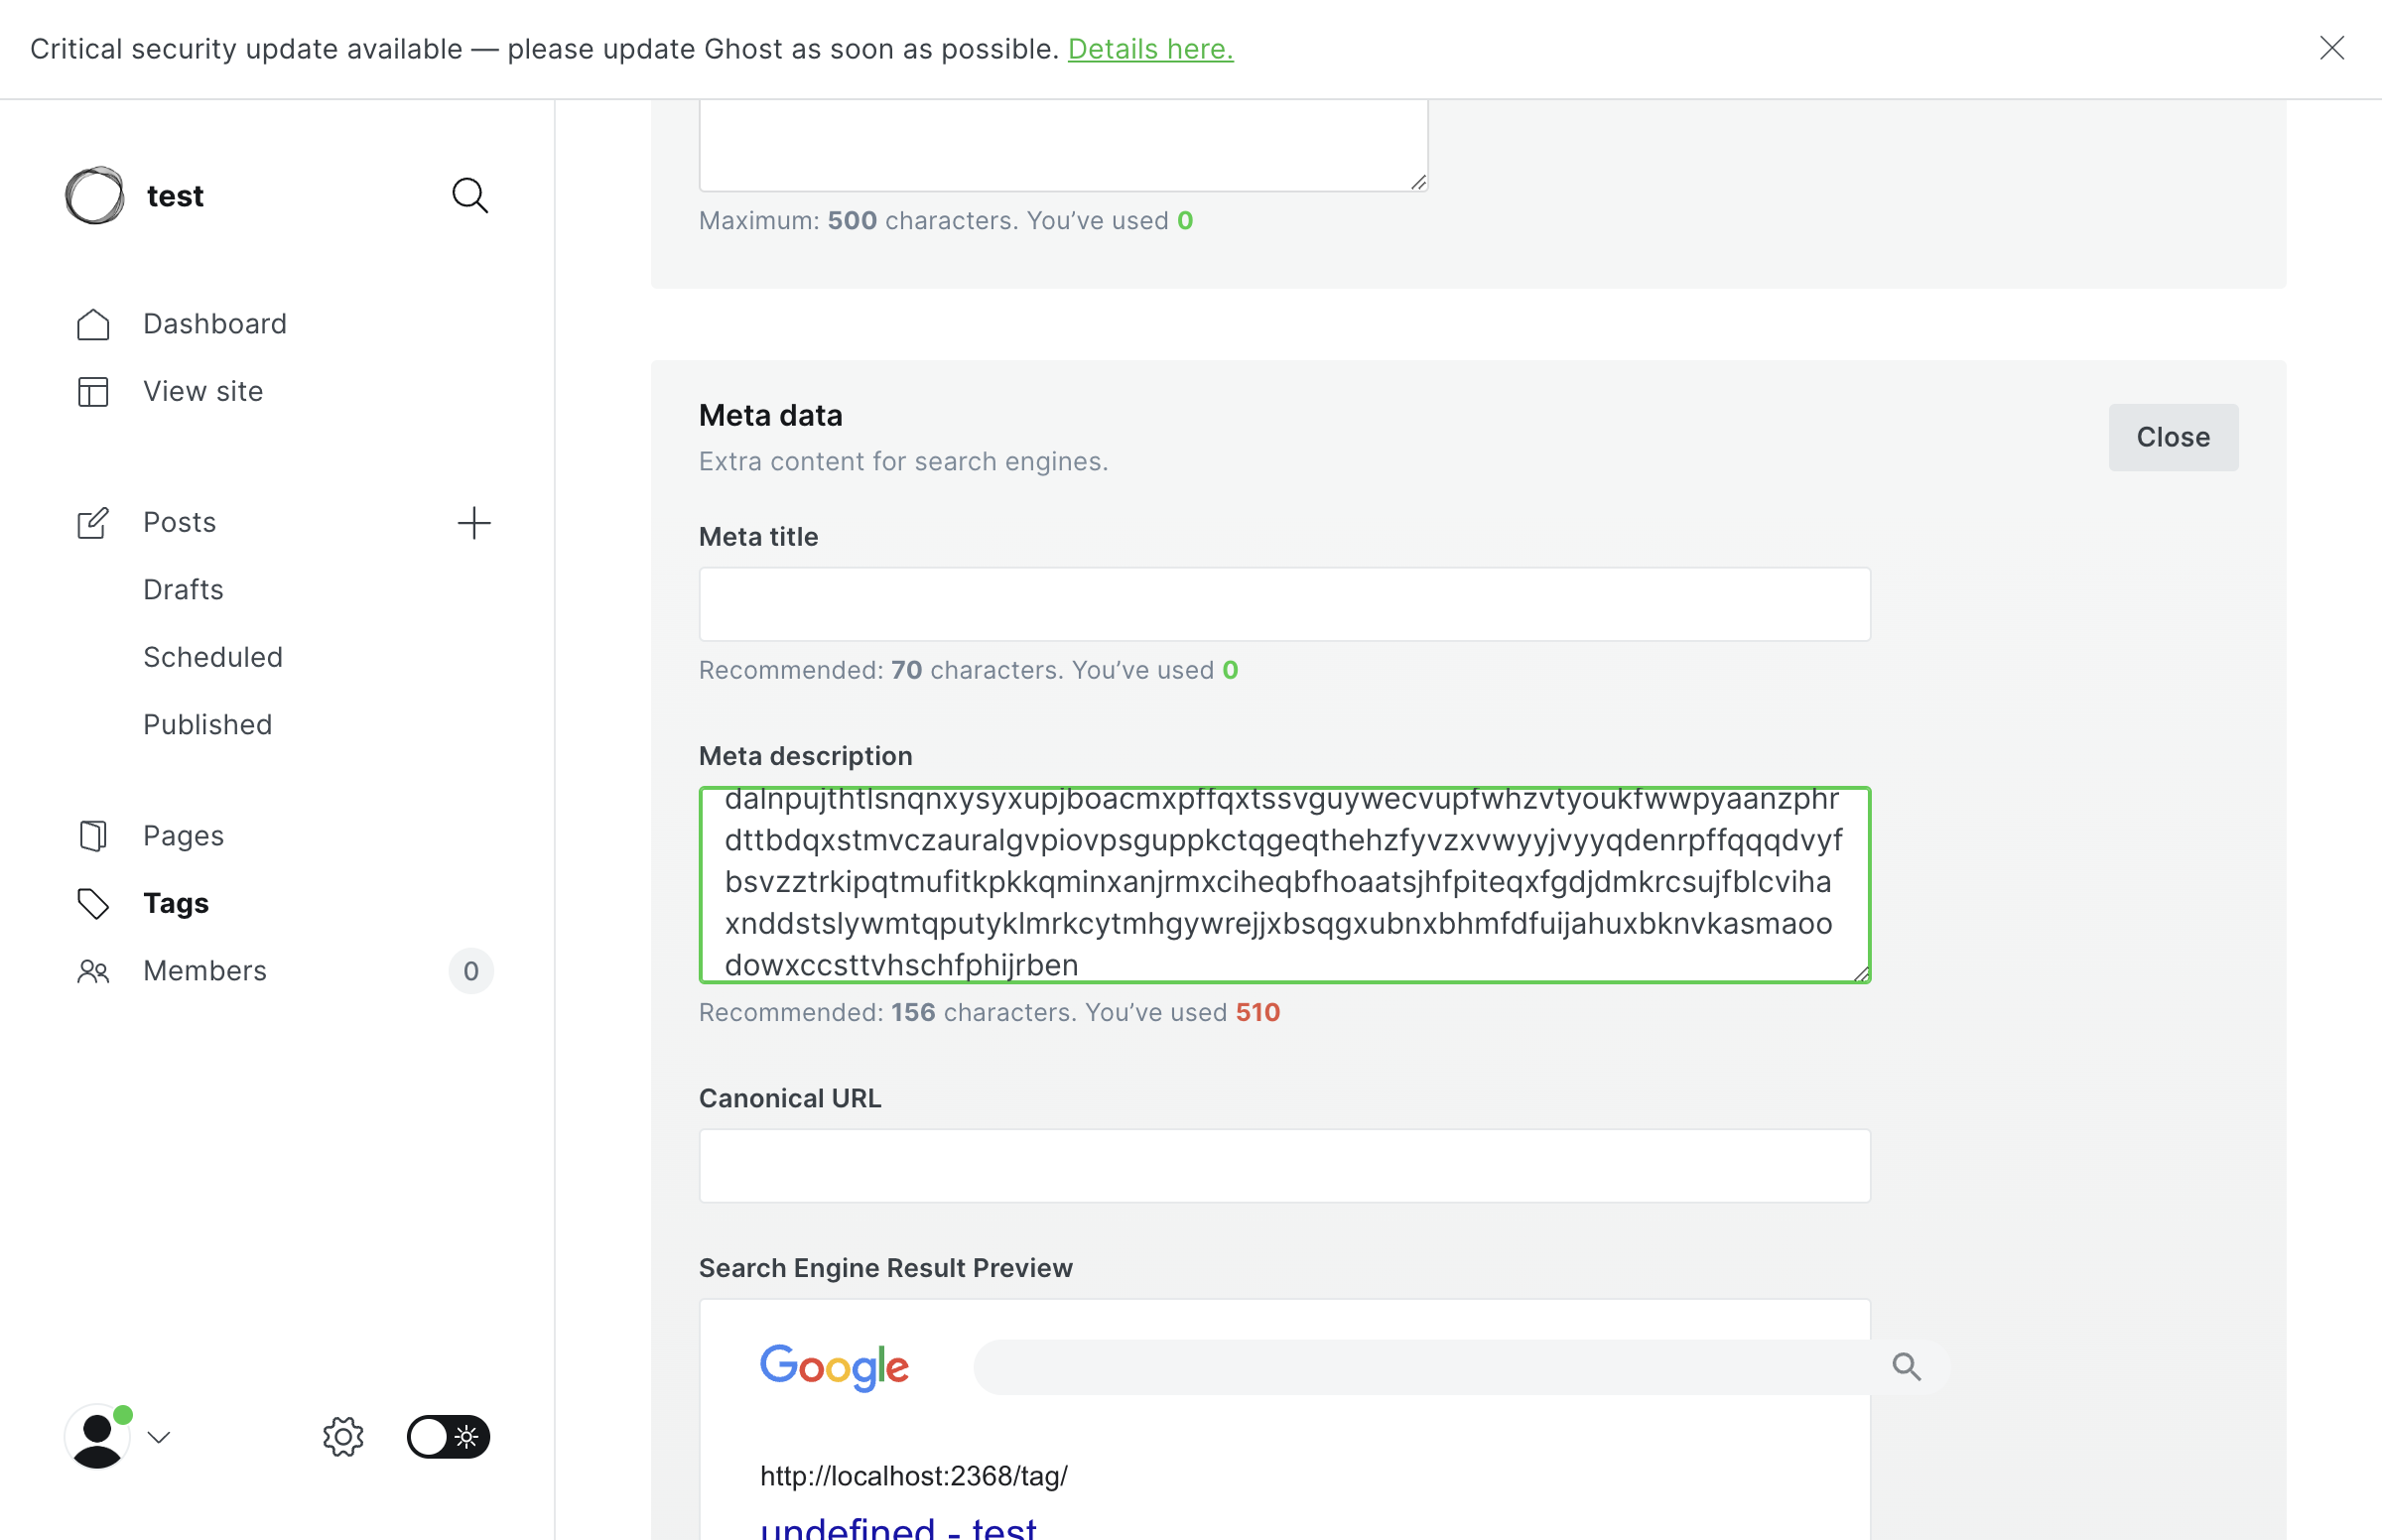 Critical security update available — please update Ghost as soon as possible. Details here.
test
Dashboard
View site
Posts
Drafts
Scheduled
Published
Pages
Tags
Members 0
Maximum: 500 characters. You’ve used 0
Meta data
Close
Extra content for search engines.
Meta title
Recommended: 70 characters. You’ve used 0
Meta description
dalnpujthtlsnqnxysyxupjboacmxpffqxtssvguywecvupfwhzvtyoukfwwpyaanzphr
dttbdqxstmvczauralgvpiovpsguppkctqgeqthehzfyvzxvwyyjvyyqdenrpffqqqdvyf
bsvzztrkipqtmufitkpkkqminxanjrmxciheqbfhoaatsjhfpiteqxfgdjdmkrcsujfblcviha
xnddstslywmtqputyklmrkcytmhgywrejjxbsqgxubnxbhmfdfuijahuxbknvkasmaoo
dowxccsttvhschfphijrben
Recommended: 156 characters. You’ve used 510
Canonical URL
Search Engine Result Preview
Google
http://localhost:2368/tag/
undefined - test